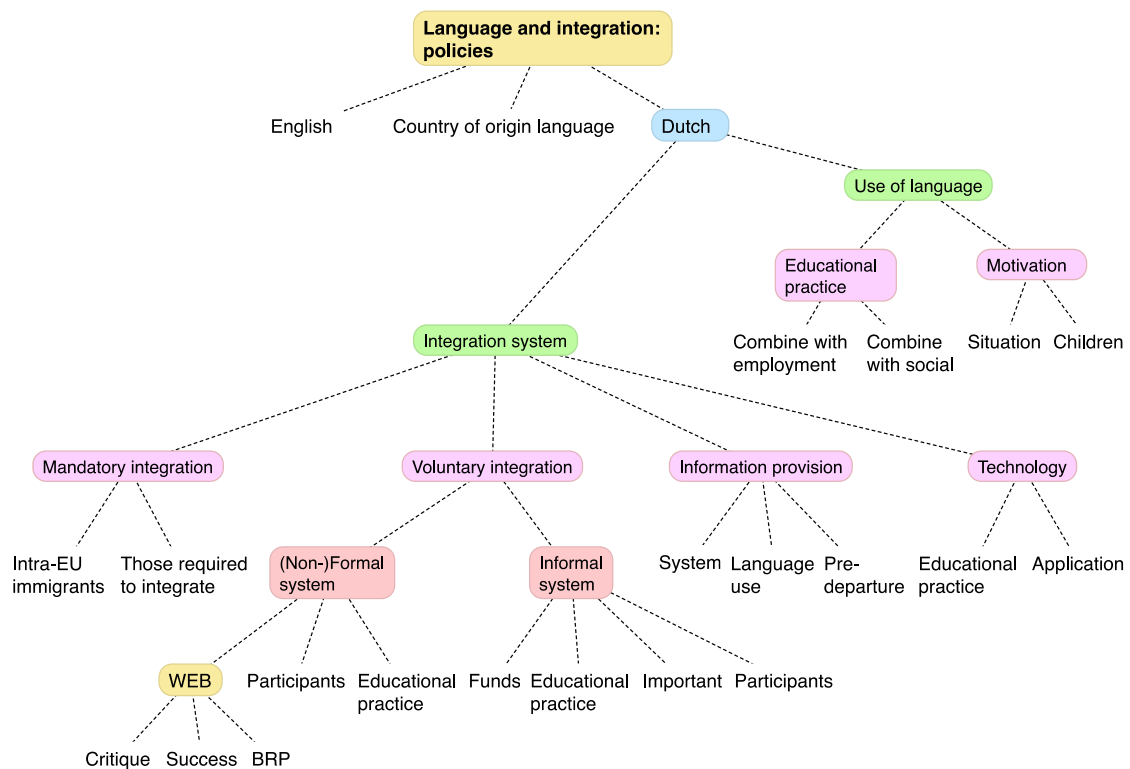 Language and integration:
policies
English
Country of origin language
Dutch
Use of language
Educational
practice
Motivation
Combine with
employment
Combine
with social
Situation
Children
Integration system
Mandatory integration
Voluntary integration
Information provision
Technology
Intra-EU
immigrants
Those required
to integrate
(Non-)Formal
system
Informal
system
System
Language
use
Pre-
departure
Educational
practice
Application
WEB
Participants
Educational
practice
Funds
Educational
practice
Important
Participants
Critique
Success
BRP